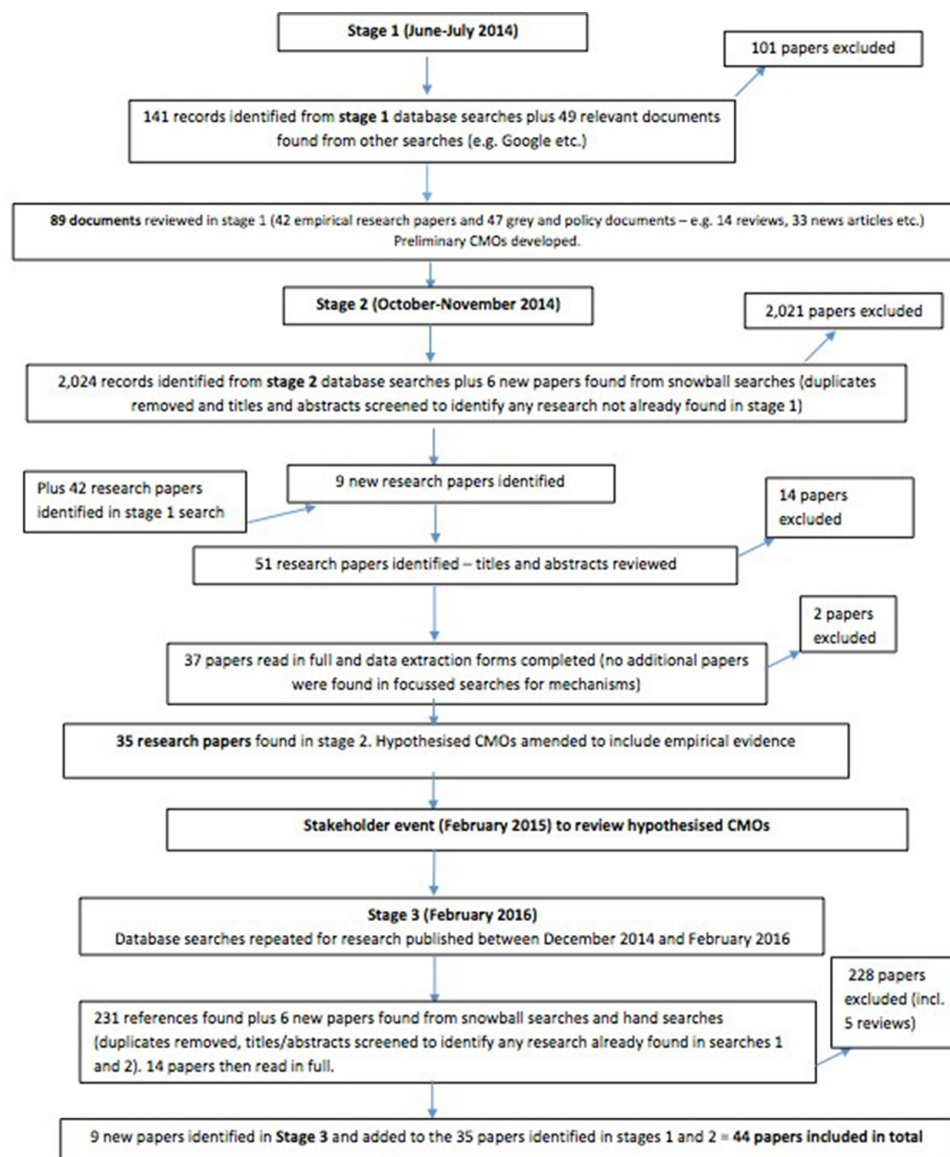 Stage 1 (June-July 2014)
101 papers excluded
141 records identified from stage 1 database searches plus 49 relevant documents
found from other searches (e.g. Google etc.)
89 documents reviewed in stage 1 (42 empirical research papers and 47 grey and policy documents – e.g. 14 reviews, 33 news articles etc.)
Preliminary CMOs developed.
Stage 2 (October-November 2014)
2,021 papers excluded
2,024 records identified from stage 2 database searches plus 6 new papers found from snowball searches (duplicates
removed and titles and abstracts screened to identify any research not already found in stage 1)
9 new research papers identified
Plus 42 research papers
identified in stage 1 search
14 papers
excluded
51 research papers identified – titles and abstracts reviewed
2 papers
excluded
37 papers read in full and data extraction forms completed (no additional papers
were found in focussed searches for mechanisms)
35 research papers found in stage 2. Hypothesised CMOs amended to include empirical evidence
Stakeholder event (February 2015) to review hypothesised CMOs
Stage 3 (February 2016)
Database searches repeated for research published between December 2014 and February 2016
228 papers
excluded (incl.
5 reviews)
231 references found plus 6 new papers found from snowball searches and hand searches
(duplicates removed, titles/abstracts screened to identify any research already found in searches 1
and 2). 14 papers then read in full.
9 new papers identified in Stage 3 and added to the 35 papers identified in stages 1 and 2 = 44 papers included in total